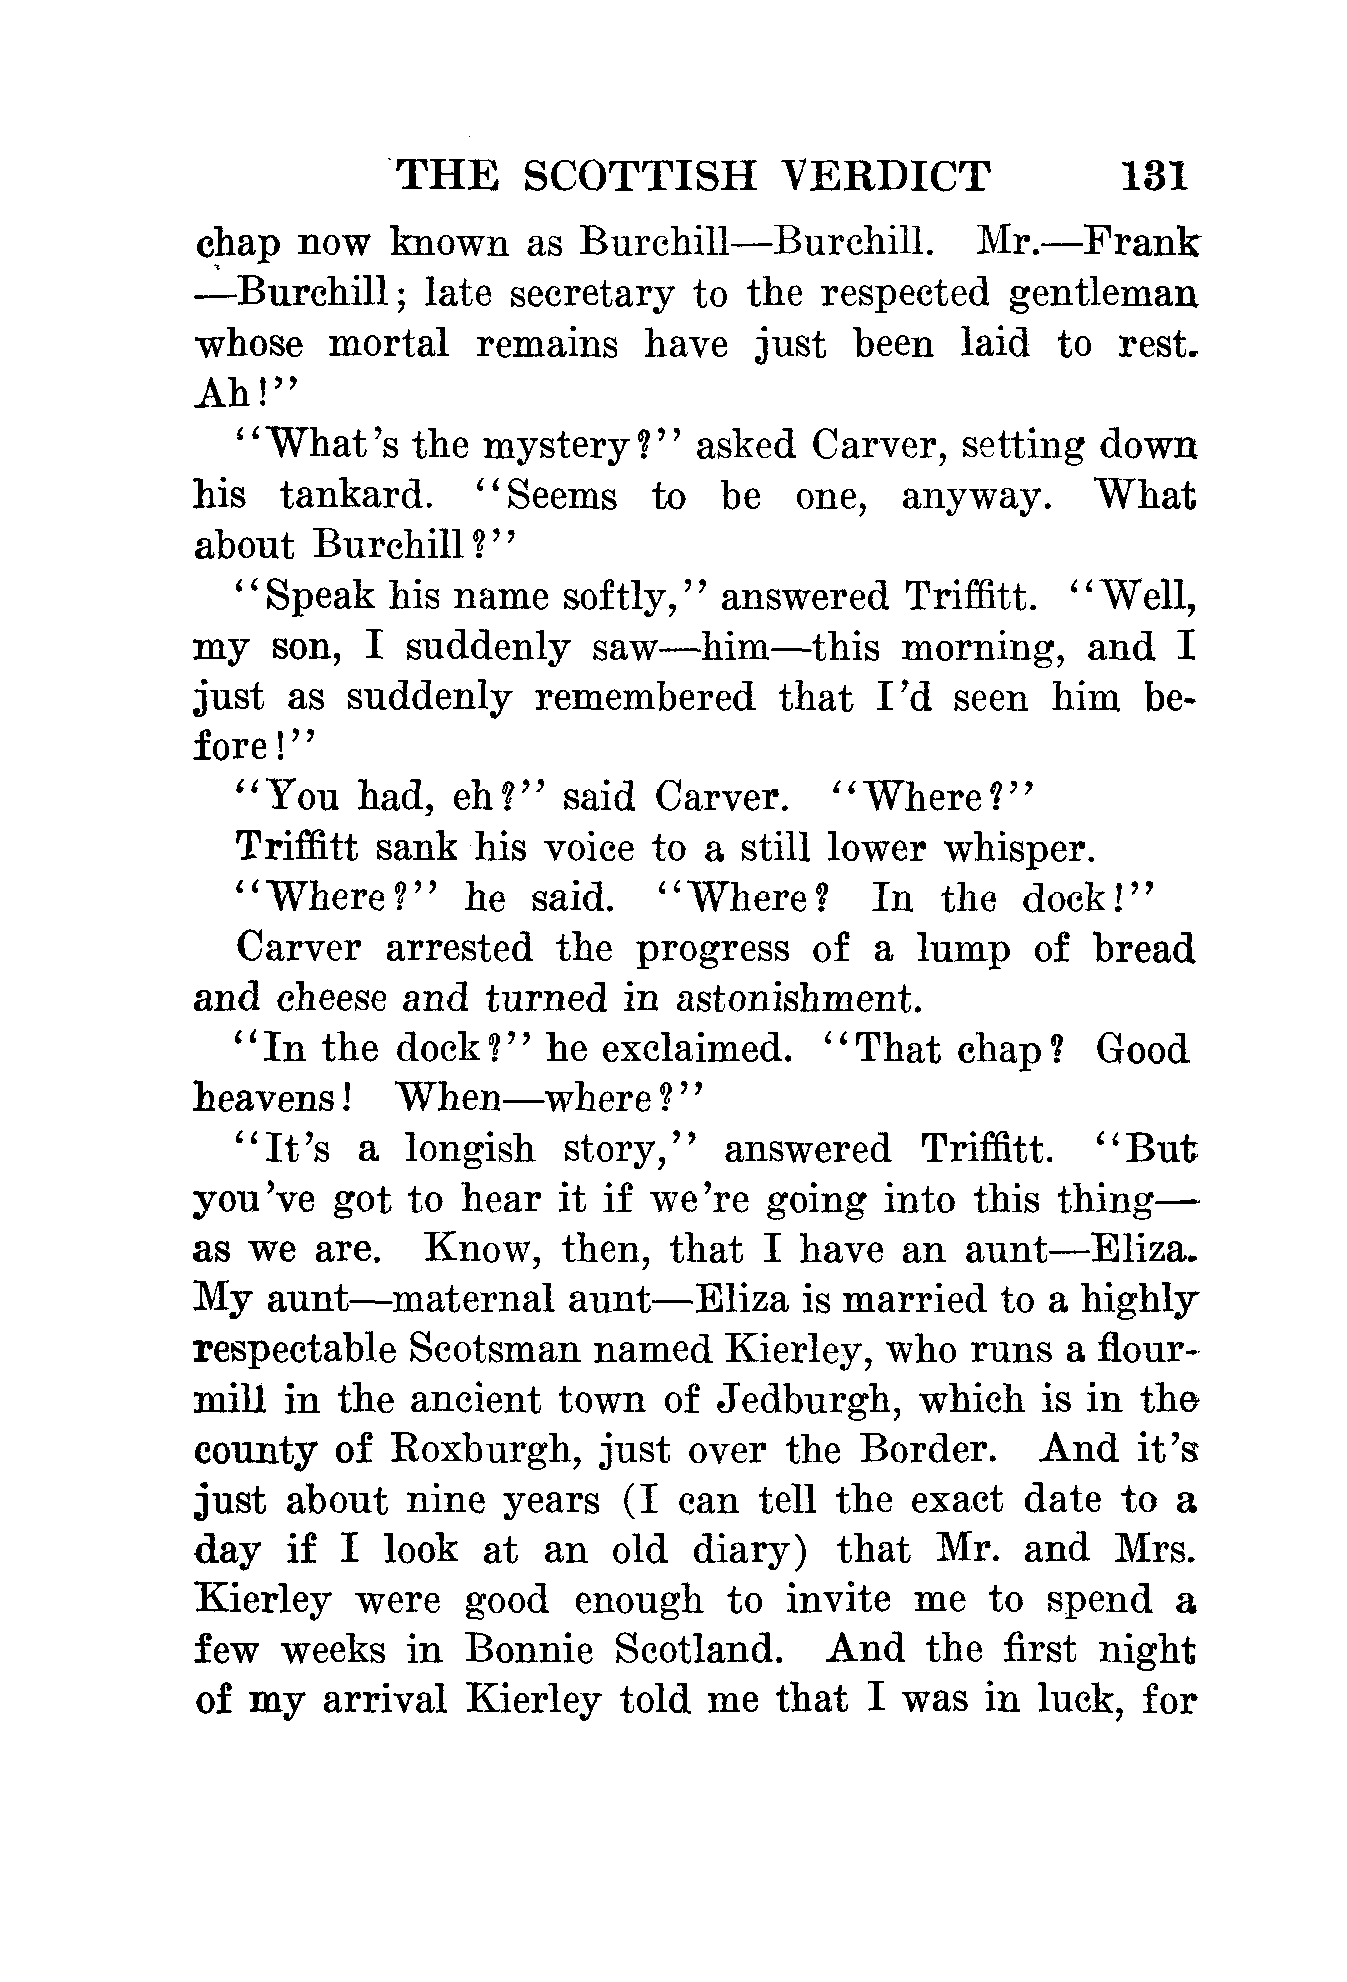 THE SCOTTISH VERDICT 131
chap now known as Burchill—Burchill. Mr.—Frank
—Burchill; late secretary to the respected gentleman
whose mortal remains have just been laid to rest.
Ah!"
"What's the mystery?" asked Carver, setting down
his tankard. "Seems to be one, anyway. What
about Burchill?"
"Speak his name softly," answered Triffitt. "Well,
my son, I suddenly saw—him—this morning, and I
just as suddenly remembered that I'd seen him be-
fore!"
"You had, eh?" said Carver. "Where?"
Triffitt sank his voice to a still lower whisper.
"Where?" he said. "Where? In the dock!"
Carver arrested the progress of a lump of bread
and cheese and turned in astonishment.
"In the dock?" he exclaimed. "That chap? Good
heavens! When—where?"
"It's a longish story," answered Triffitt. "But
you've got to hear it if we're going into this thing—
as we are. Know, then, that I have an aunt—Eliza.
My aunt—maternal aunt—Eliza is married to a highly
respectable Scotsman named Kierley, who runs a flour-
mill in the ancient town of Jedburgh, which is in the
county of Roxburgh, just over the Border. And it's
just about nine years (I can tell the exact date to a
day if I look at an old diary) that Mr. and Mrs.
Kierley were good enough to invite me to spend a
few weeks in Bonnie Scotland. And the first night
of my arrival Kierley told me that I was in luck, for